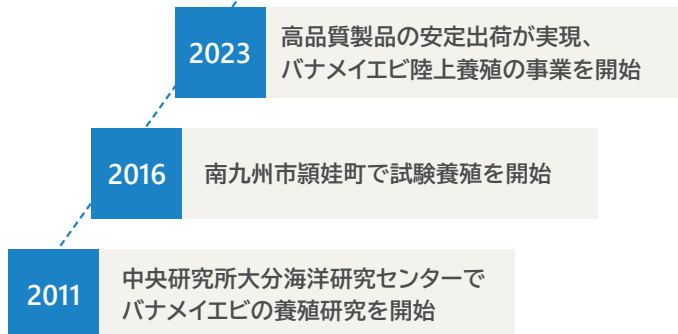 2023
高品質製品の安定出荷が実現、
バナメイエビ陸上養殖の事業を開始
2016
南九州市頴娃町で試験養殖を開始
2011
中央研究所大分海洋研究センターで
バナメイエビの養殖研究を開始